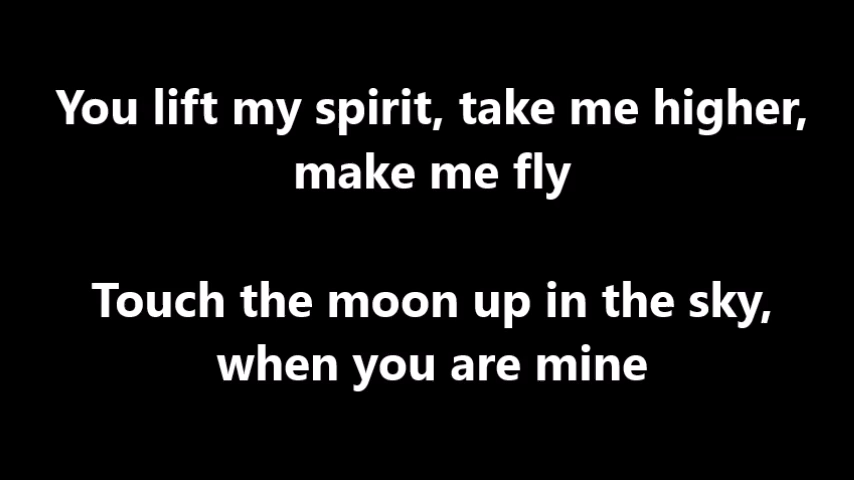 You lift my spirit, take me higher,
make me fly
Touch the moon up in the sky,
when you are mine